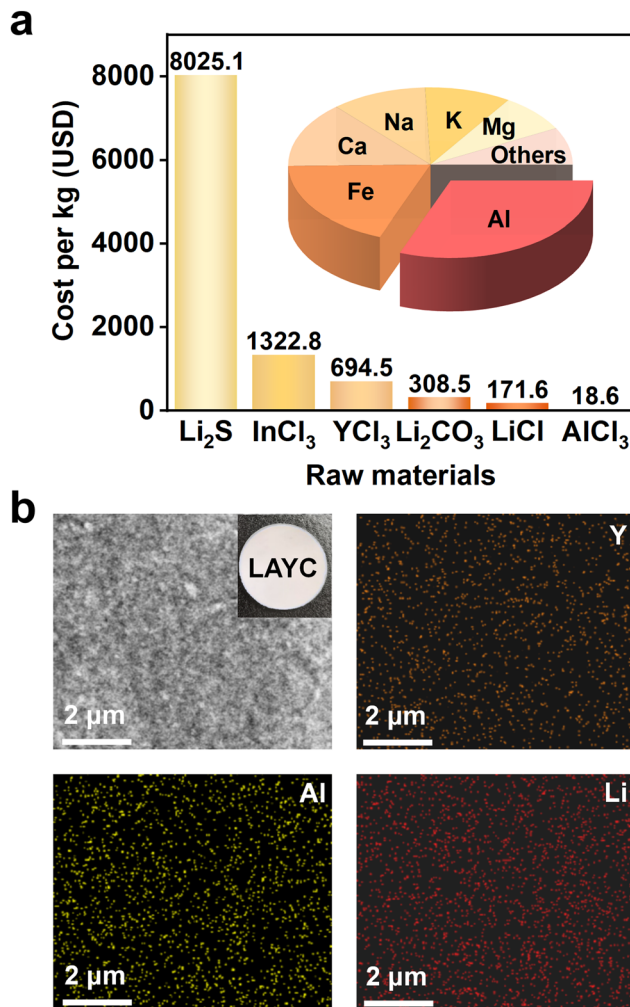 a
Cost per kg (USD)
8000
6000
4000
2000
0
8025.1
1322.8
694.5
308.5
171.6
18.6
Na
K
Mg
Ca
Others
Fe
Al
Li₂S InCl₃ YCl₃ Li₂CO₃ LiCl AlCl₃
Raw materials
b
LAYC
2 μm
Y
Al
2 μm
Li
2 μm